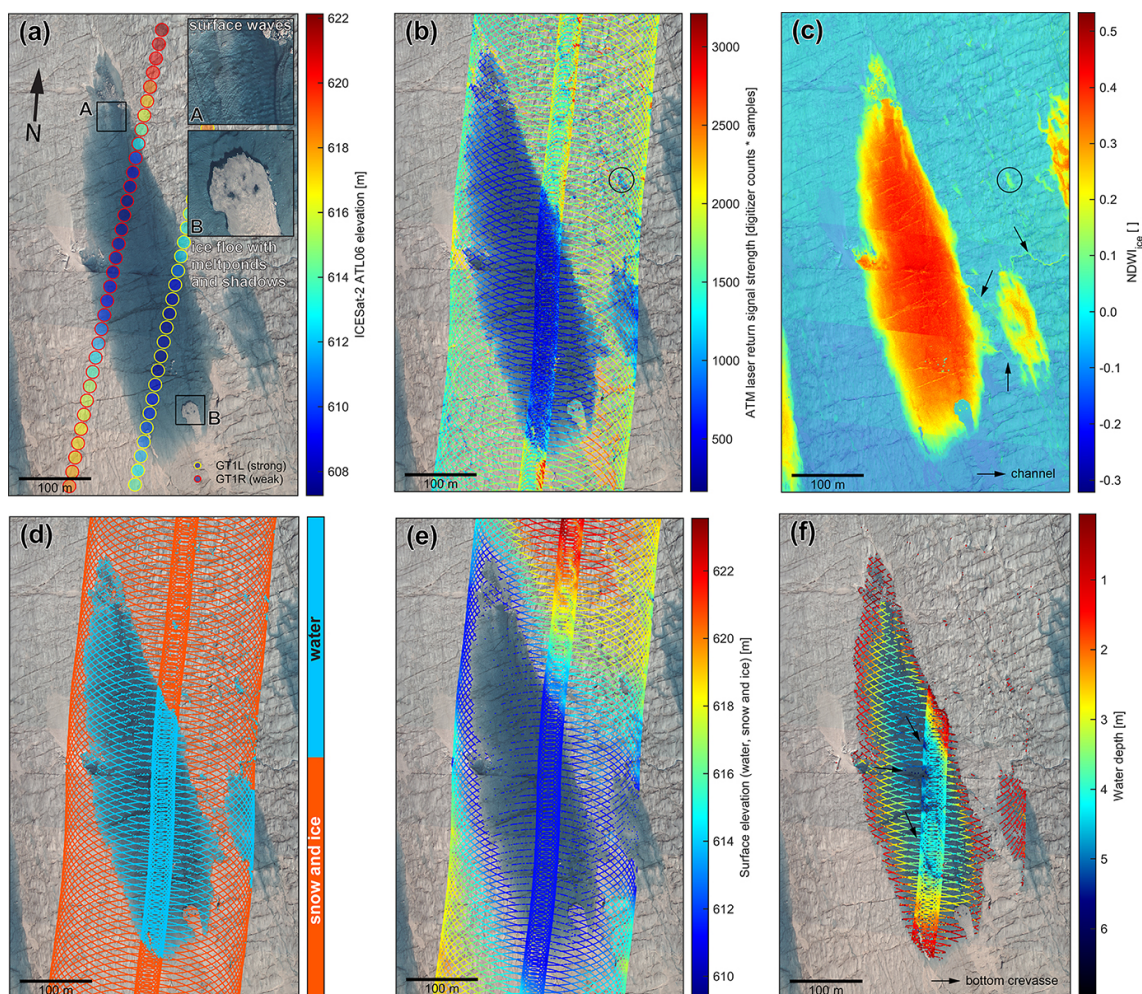 (a)
N
A
surface waves
A
B
ice floe with
meltponds
and shadows
B
GT1L (strong)
GT1R (weak)
100 m
622
620
618
616
614
612
610
608
ICESat-2 ATL06 elevation [m]
(b)
100 m
3000
2500
2000
1500
1000
500
ATM laser return signal strength [digitizer counts * samples]
(c)
100 m
channel
0.5
0.4
0.3
0.2
0.1
0.0
-0.1
-0.2
-0.3
NDWIice [ ]
(d)
100 m
water
snow and ice
(e)
100 m
622
620
618
616
614
612
610
Surface elevation (water, snow and ice) [m]
(f)
100 m
bottom crevasse
1
2
3
4
5
6
Water depth [m]